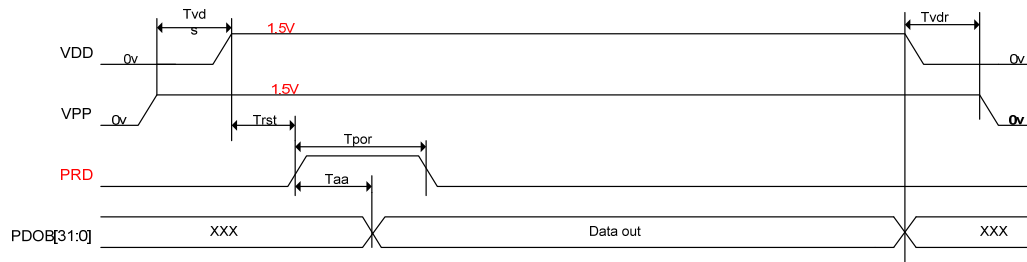 Tvd
s
Tvdr
1.5V
VDD
0v
0v
1.5V
VPP
0v
0v
Trst
Tpor
PRD
Taa
PDOB[31:0]
XXX
Data out
XXX